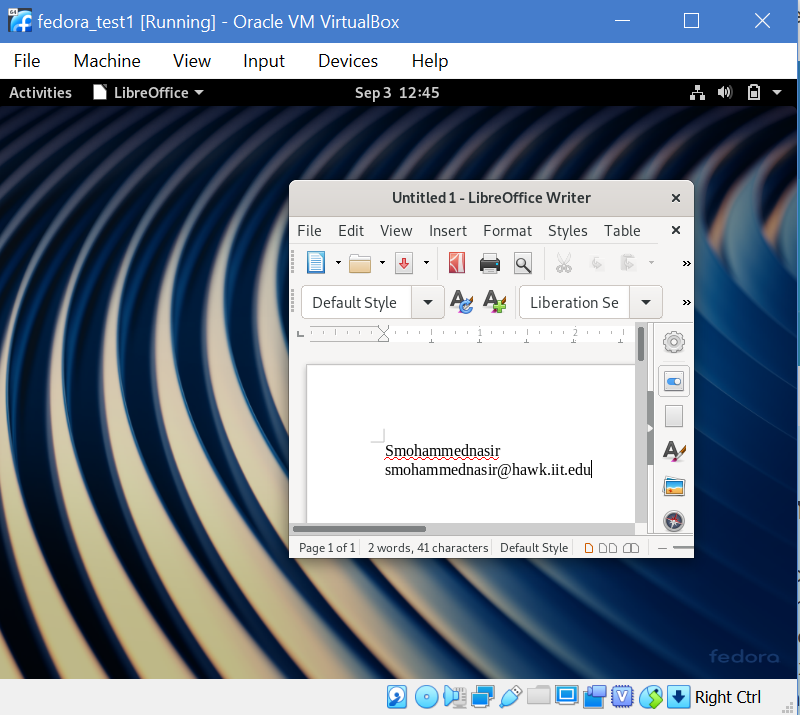 fedora_test1 [Running] - Oracle VM VirtualBox
File Machine View Input Devices Help
Activities LibreOffice Sep 3 12:45
Untitled 1 - LibreOffice Writer
File Edit View Insert Format Styles Table
Default Style Liberation Se
1 2
Smohammednasir
smohammednasir@hawk.iit.edu
Page 1 of 1 2 words, 41 characters Default Style
fedora
Right Ctrl